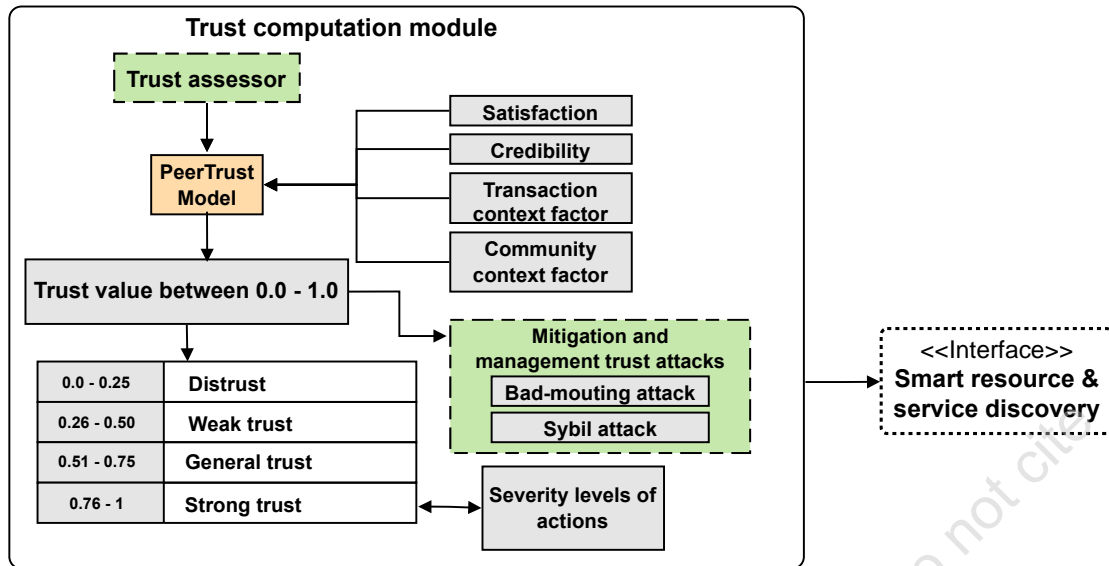 Trust computation module
Trust assessor
PeerTrust
Model
Satisfaction
Credibility
Transaction
context factor
Community
context factor
Trust value between 0.0 - 1.0
Mitigation and
management trust attacks
Bad-mouting attack
Sybil attack
0.0 - 0.25 Distrust
0.26 - 0.50 Weak trust
0.51 - 0.75 General trust
0.76 - 1 Strong trust
Severity levels of
actions
<<Interface>>
Smart resource &
service discovery
not cite